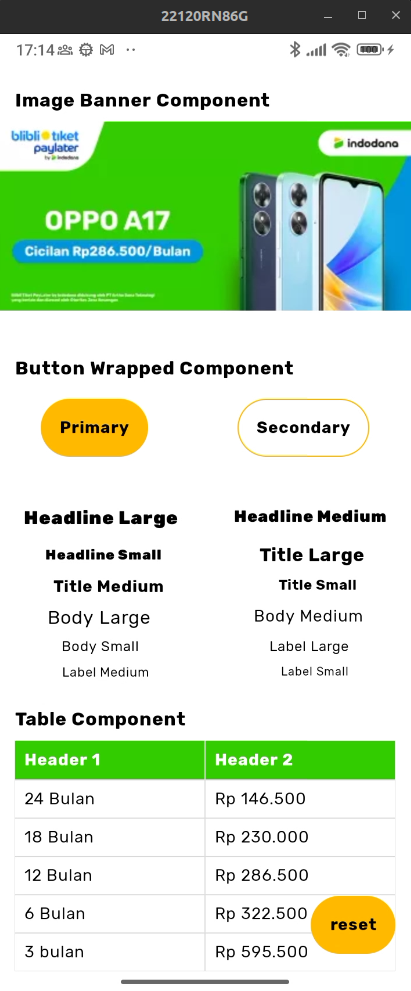 22120RN86G
17:14
Image Banner Component
blibli tiket
paylater
by indodana
indodana
OPPO A17
Cicilan Rp286.500/Bulan
Button Wrapped Component
Primary
Secondary
Headline Large
Headline Medium
Headline Small
Title Large
Title Medium
Title Small
Body Large
Body Medium
Body Small
Label Large
Label Medium
Label Small
Table Component
Header 1 Header 2
24 Bulan Rp 146.500
18 Bulan Rp 230.000
12 Bulan Rp 286.500
6 Bulan Rp 322.500
reset
3 bulan Rp 595.500